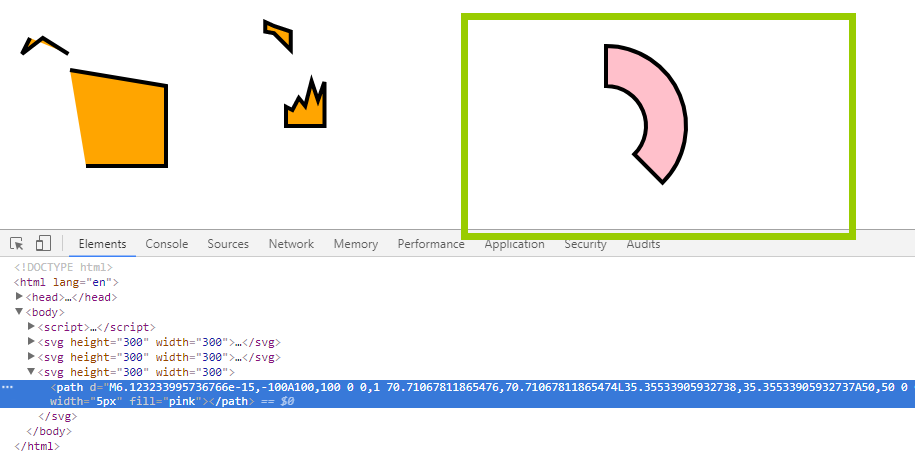 Elements Console Sources Network Memory Performance Application Security Audits
<!DOCTYPE html>
<html lang="en">
<head>…</head>
<body>
<script>…</script>
<svg height="300" width="300">…</svg>
<svg height="300" width="300">…</svg>
<svg height="300" width="300">
<path d="M6.123233995736766e-15,-100A100,100 0 0,1 70.71067811865476,70.71067811865474L35.35533905932738,35.35533905932737A50,50 0
width="5px" fill="pink"></path> == $0
</svg>
</body>
</html>